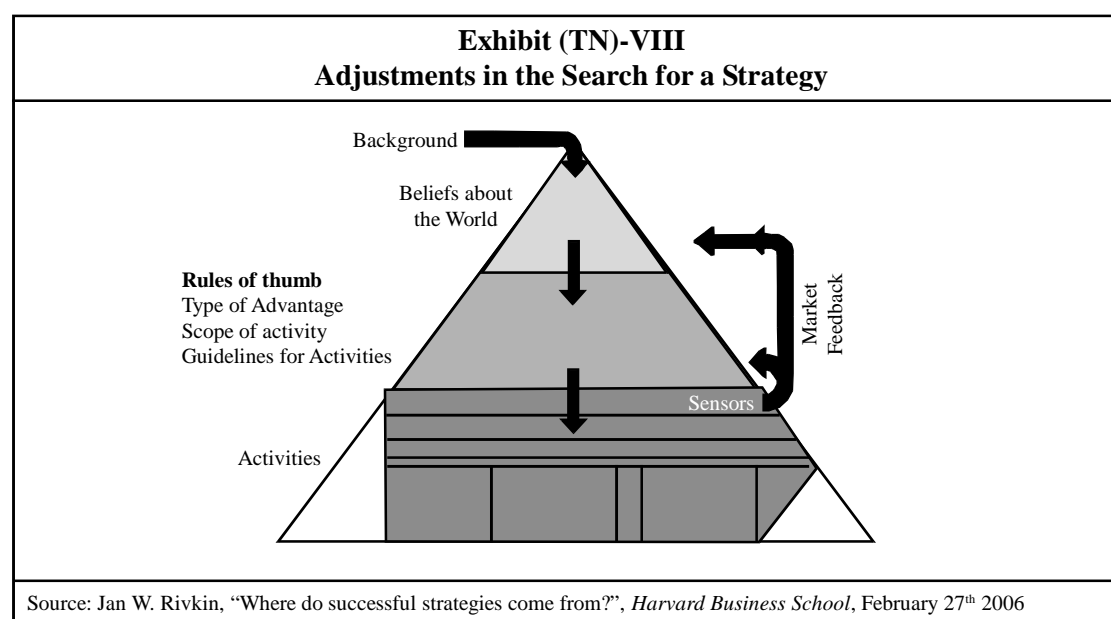 Exhibit (TN)-VIII
Adjustments in the Search for a Strategy
Background
Beliefs about
the World
Rules of thumb
Type of Advantage
Scope of activity
Guidelines for Activities
Market
Feedback
Sensors
Activities
Source: Jan W. Rivkin, “Where do successful strategies come from?”, Harvard Business School, February 27th 2006